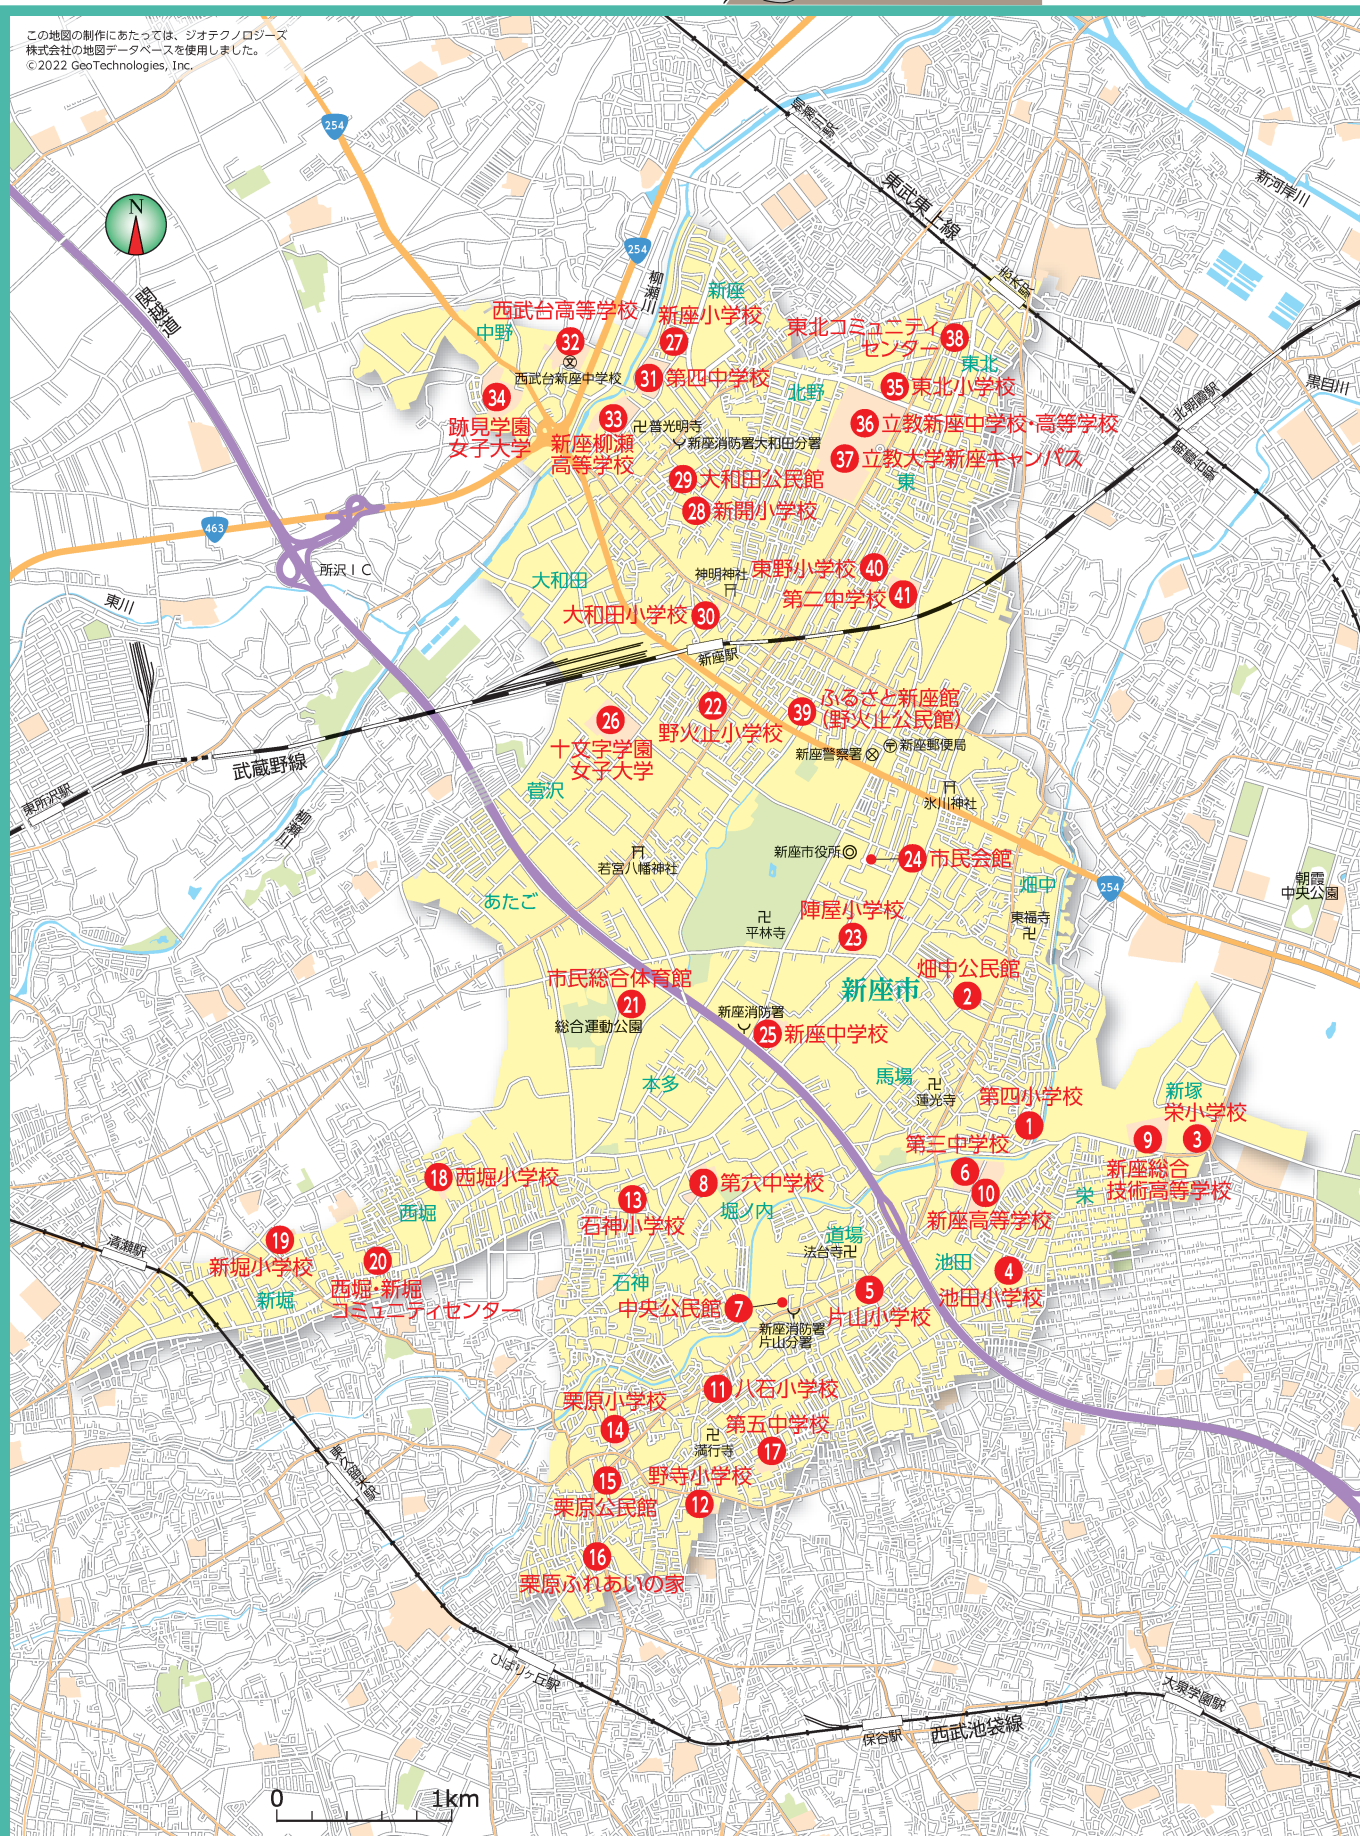 この地図の制作にあたっては、ジオテクノロジーズ
株式会社の地図データベースを使用しました。
©2022 GeoTechnologies, Inc.
254
N
柳瀬川駅
東武東上線
新河岸川
254
柳瀬川
関越道
志木駅
新座
西武台高等学校
中野
32
西武台新座中学校
新座小学校
27
東北コミュニティ
センター
38
東北
黒目川
31 第四中学校
北野
35 東北小学校
北朝霞駅
34
跡見学園
女子大学
33
新座柳瀬
高等学校
普光明寺
新座消防署大和田分署
36 立教新座中学校・高等学校
朝霞台駅
37 立教大学新座キャンパス
29 大和田公民館
東
28 新開小学校
463
所沢IC
東川
大和田
神明神社
東野小学校 40
第二中学校 41
大和田小学校 30
新座駅
22
野火止小学校
39 ふるさと新座館
(野火止公民館)
26
十文字学園
女子大学
新座警察署
新座郵便局
武蔵野線
東所沢駅
柳瀬川
菅沢
氷川神社
若宮八幡神社
新座市役所
24 市民会館
畑中
254
朝霞
中央公園
あたご
陣屋小学校
23
平林寺
東福寺
市民総合体育館
21
総合運動公園
畑中公民館
2
新座市
新座消防署
25 新座中学校
本多
馬場
蓮光寺
第四小学校
1
新塚
栄小学校
3
9
新座総合
技術高等学校
第三中学校
6
10
新座高等学校
栄
18 西堀小学校
西堀
13
石神小学校
8 第六中学校
堀ノ内
道場
法台寺
19
新堀小学校
新堀
清瀬駅
20
西堀・新堀
コミュニティセンター
石神
中央公民館 7
新座消防署
片山分署
5
片山小学校
池田
4
池田小学校
11 八石小学校
栗原小学校
14
第五中学校
17
満行寺
15
栗原公民館
野寺小学校
12
東久留米駅
16
栗原ふれあいの家
ひばりヶ丘駅
保谷駅
西武池袋線
大泉学園駅
0 1km